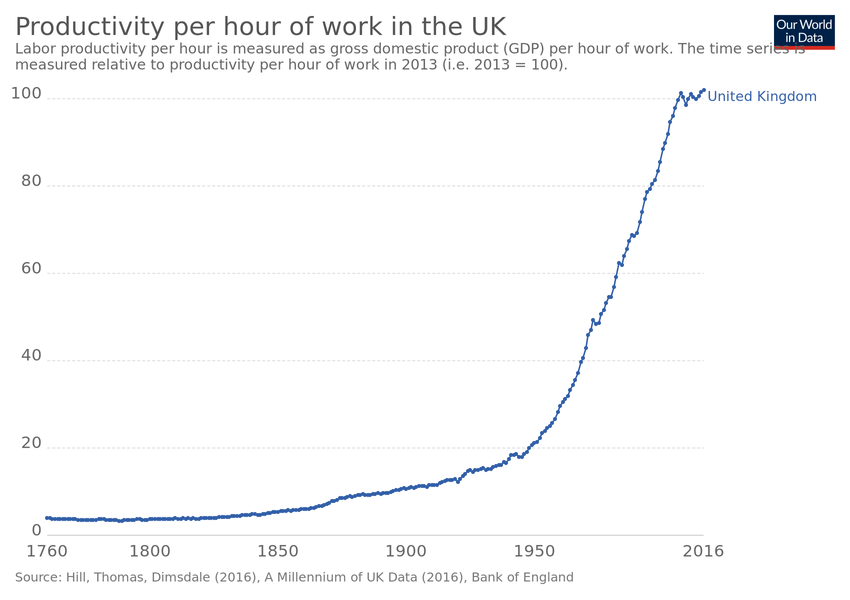 Productivity per hour of work in the UK
Our World
in Data
Labor productivity per hour is measured as gross domestic product (GDP) per hour of work. The time series is
measured relative to productivity per hour of work in 2013 (i.e. 2013 = 100).
100
United Kingdom
80
60
40
20
0
1760 1800 1850 1900 1950 2016
Source: Hill, Thomas, Dimsdale (2016), A Millennium of UK Data (2016), Bank of England